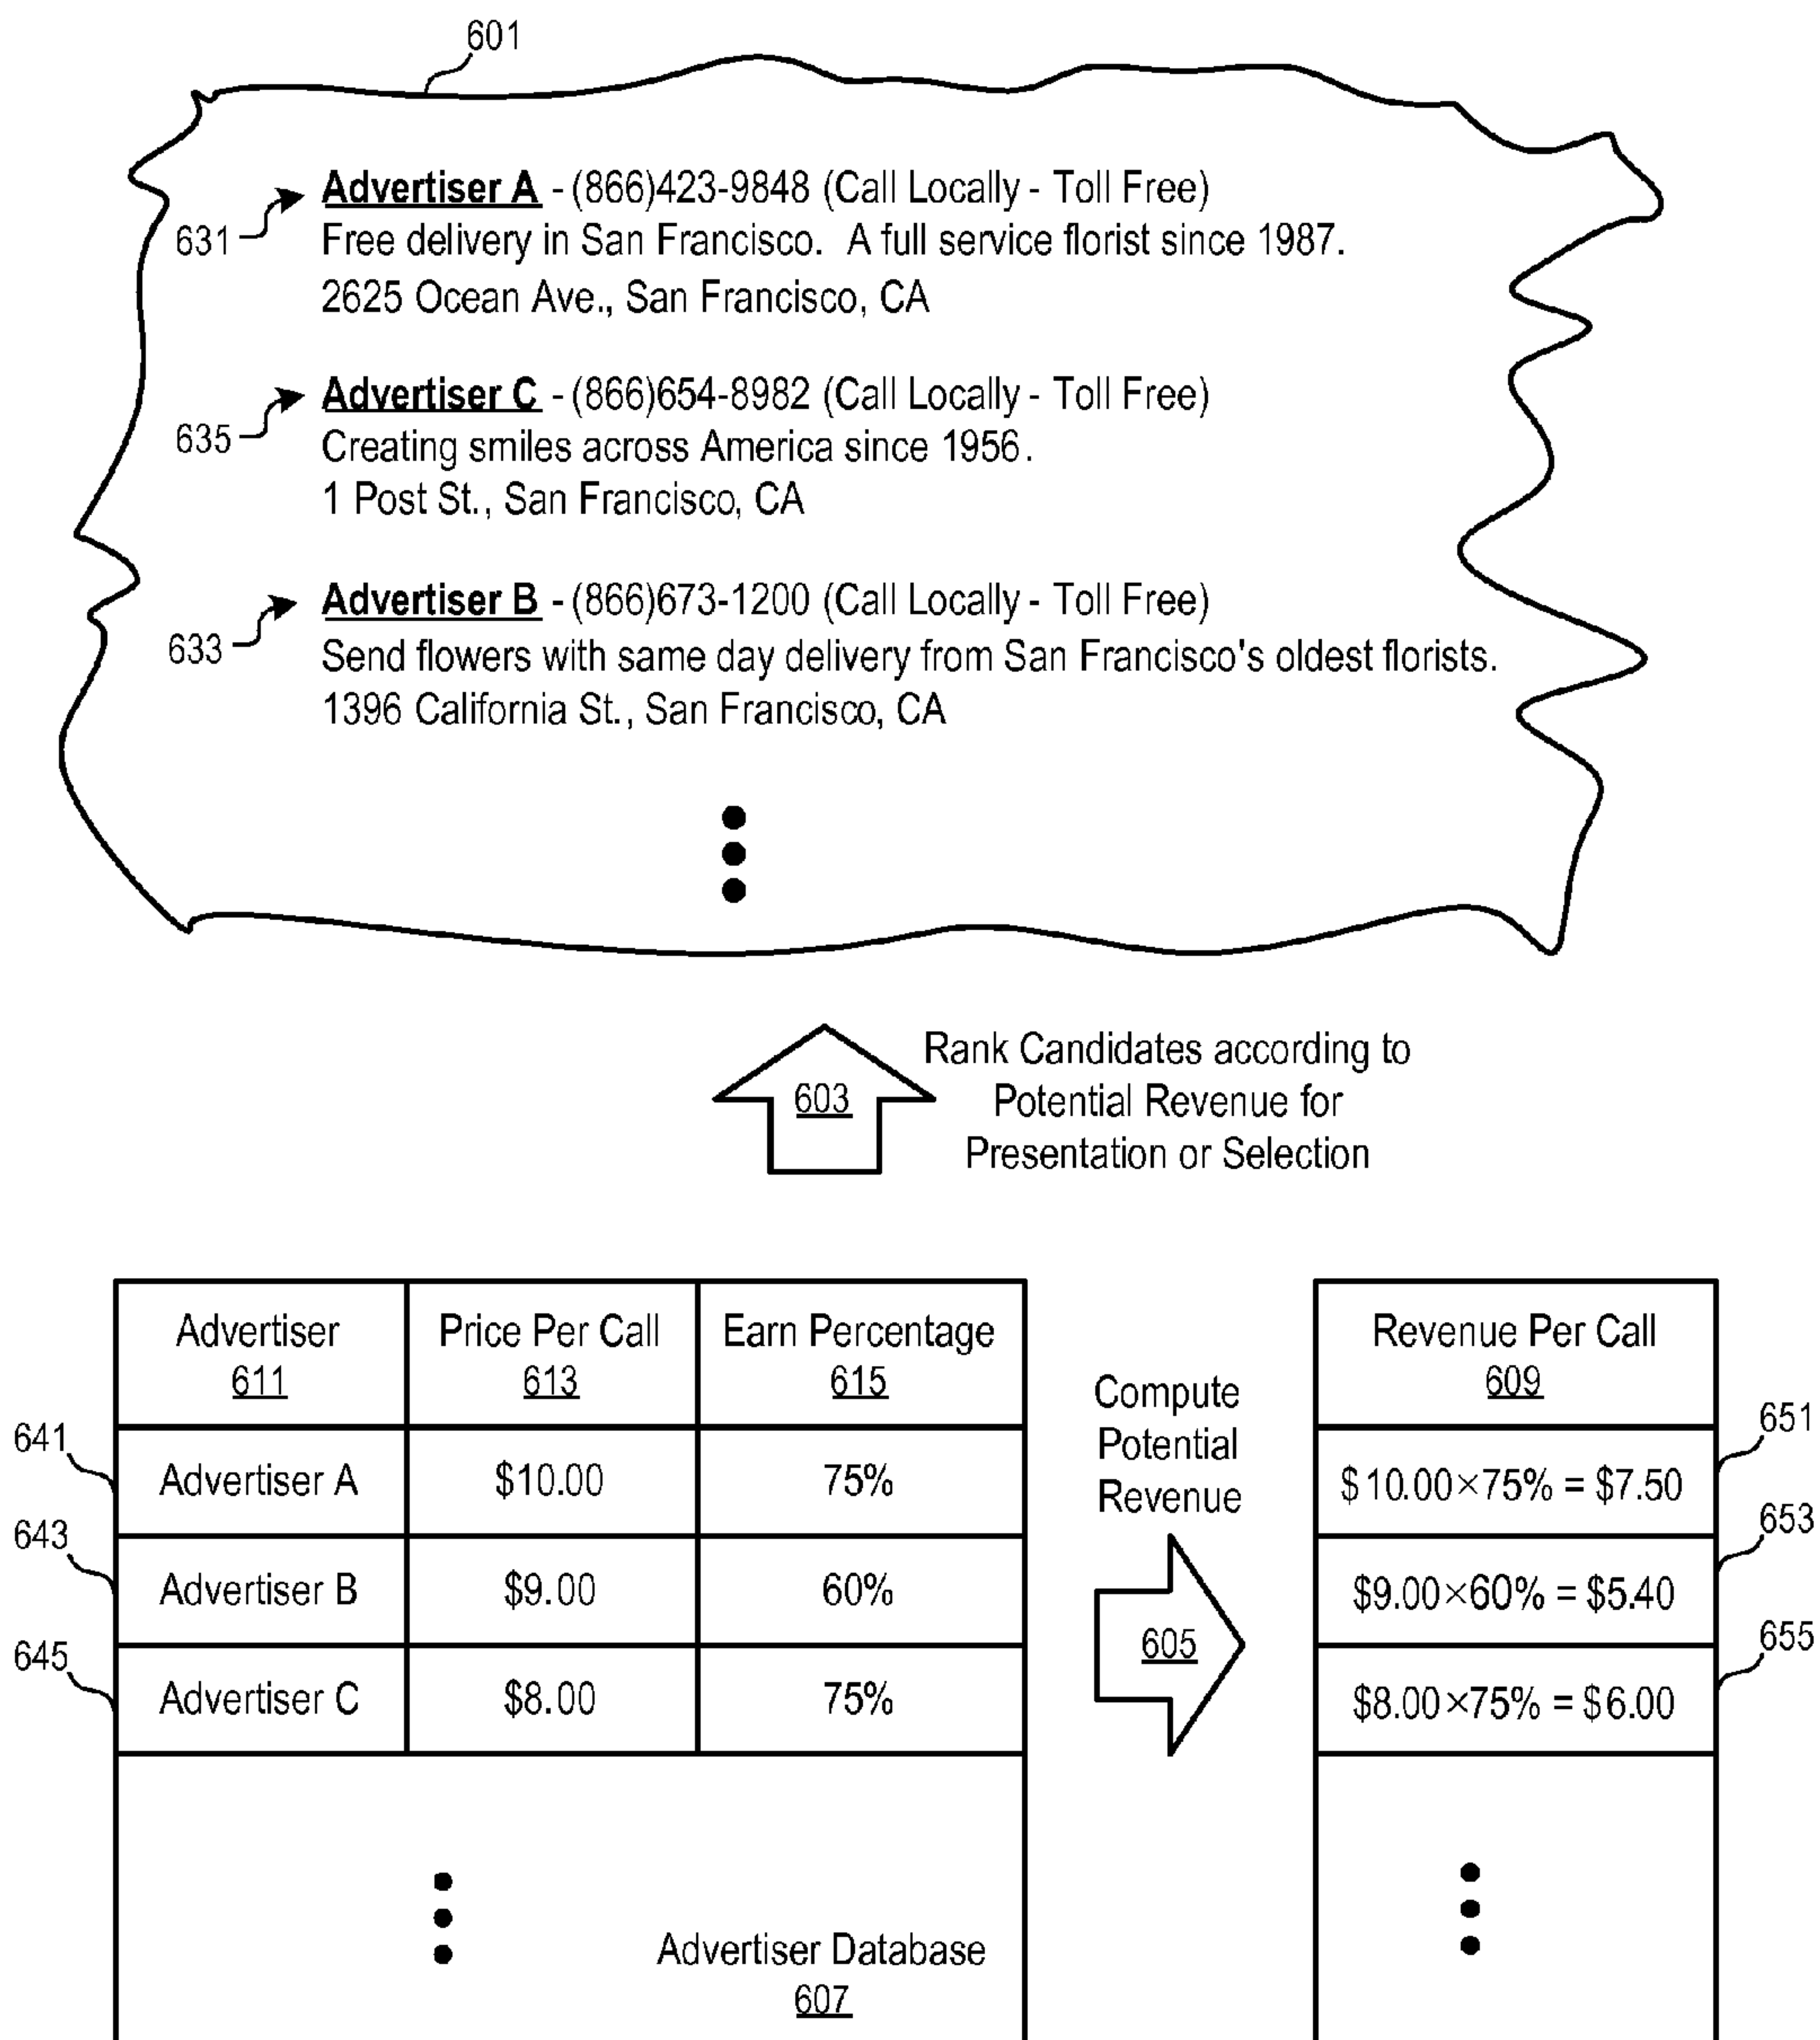 601
Advertiser A - (866)423-9848 (Call Locally - Toll Free)
631
Free delivery in San Francisco. A full service florist since 1987.
2625 Ocean Ave., San Francisco, CA
Advertiser C - (866)654-8982 (Call Locally - Toll Free)
635
Creating smiles across America since 1956.
1 Post St., San Francisco, CA
Advertiser B - (866)673-1200 (Call Locally - Toll Free)
633
Send flowers with same day delivery from San Francisco's oldest florists.
1396 California St., San Francisco, CA
603
Rank Candidates according to
Potential Revenue for
Presentation or Selection
Advertiser
611
Price Per Call
613
Earn Percentage
615
641
Advertiser A
$10.00
75%
643
Advertiser B
$9.00
60%
645
Advertiser C
$8.00
75%
Advertiser Database
607
Compute
Potential
Revenue
605
Revenue Per Call
609
651
$10.00×75% = $7.50
653
$9.00×60% = $5.40
655
$8.00×75% = $6.00